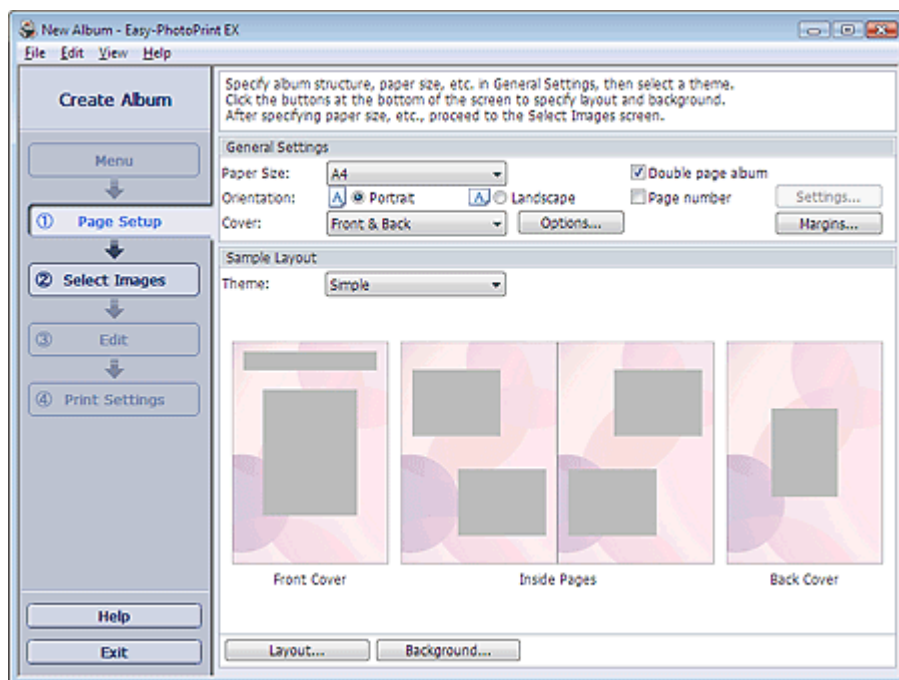 New Album - Easy-PhotoPrint EX
File Edit View Help
Create Album
Menu
① Page Setup
② Select Images
③ Edit
④ Print Settings
Help
Exit
Specify album structure, paper size, etc. in General Settings, then select a theme.
Click the buttons at the bottom of the screen to specify layout and background.
After specifying paper size, etc., proceed to the Select Images screen.
General Settings
Paper Size: A4 Double page album
Orientation: A Portrait A Landscape Page number Settings...
Cover: Front & Back Options... Margins...
Sample Layout
Theme: Simple
Front Cover Inside Pages Back Cover
Layout... Background...